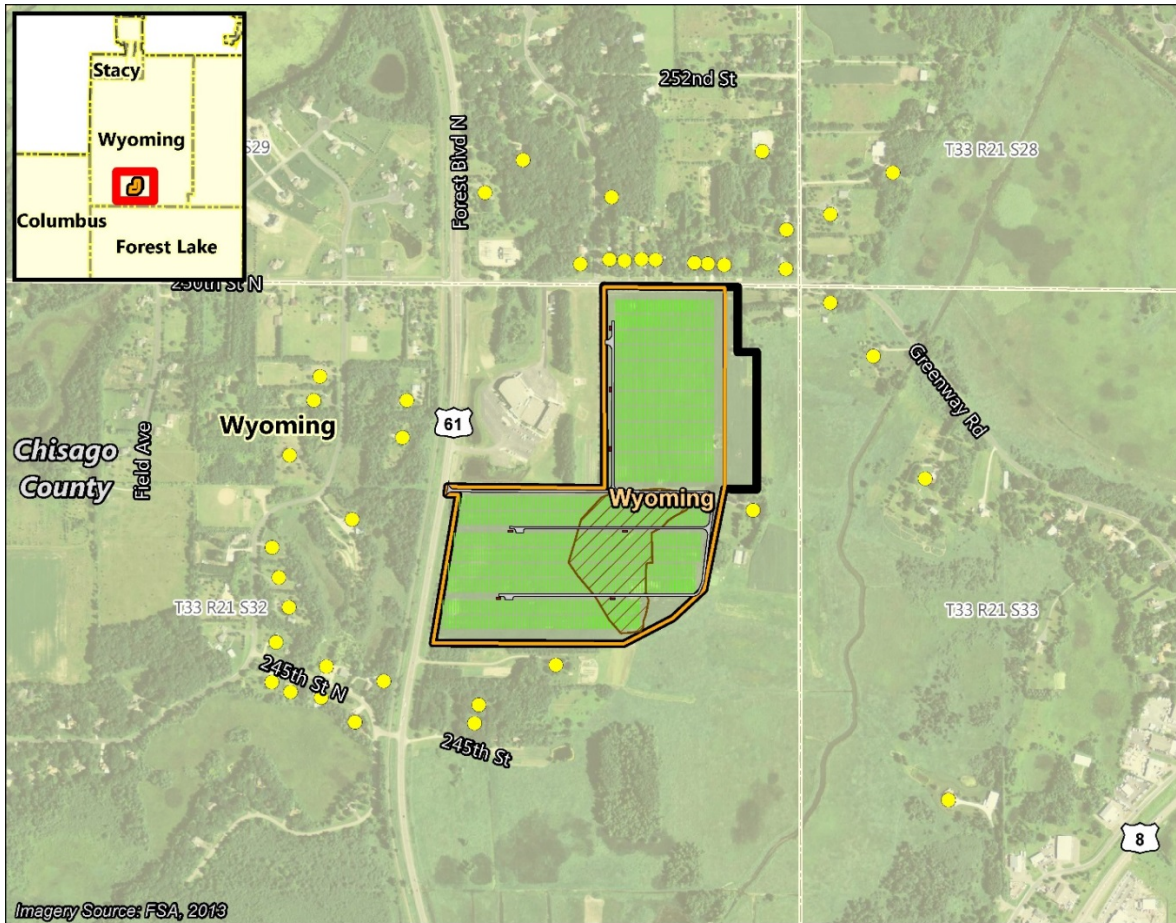 Stacy
Wyoming
Columbus
Forest Lake
S29
252nd St
T33 R21 S28
Forest Blvd N
250th St N
Greenway Rd
61
Wyoming
Chisago
County
Field Ave
Wyoming
T33 R21 S32
T33 R21 S33
245th St N
245th St
8
Imagery Source: FSA, 2013